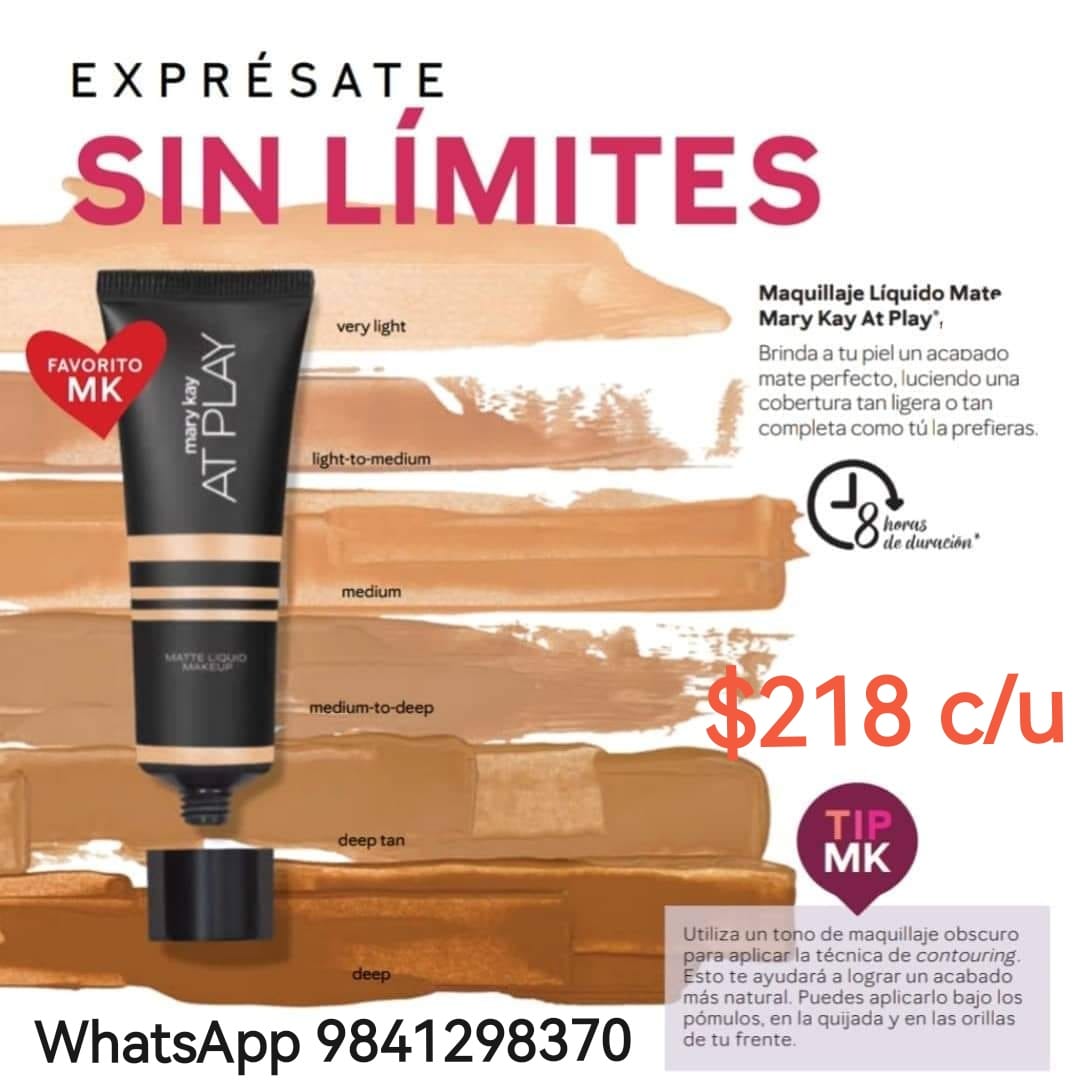 EXPRÉSATE
SIN LÍMITES
very light
FAVORITO
MK
mary kay
AT PLAY
light-to-medium
medium
MATTE LIQUID
MAKEUP
medium-to-deep
deep tan
deep
Maquillaje Líquido Mate
Mary Kay At Play®,
Brinda a tu piel un acabado
mate perfecto, luciendo una
cobertura tan ligera o tan
completa como tú la prefieras.
8 horas
de duración*
$218 c/u
TIP
MK
Utiliza un tono de maquillaje obscuro
para aplicar la técnica de contouring.
Esto te ayudará a lograr un acabado
más natural. Puedes aplicarlo bajo los
pómulos, en la quijada y en las orillas
de tu frente.
WhatsApp 9841298370